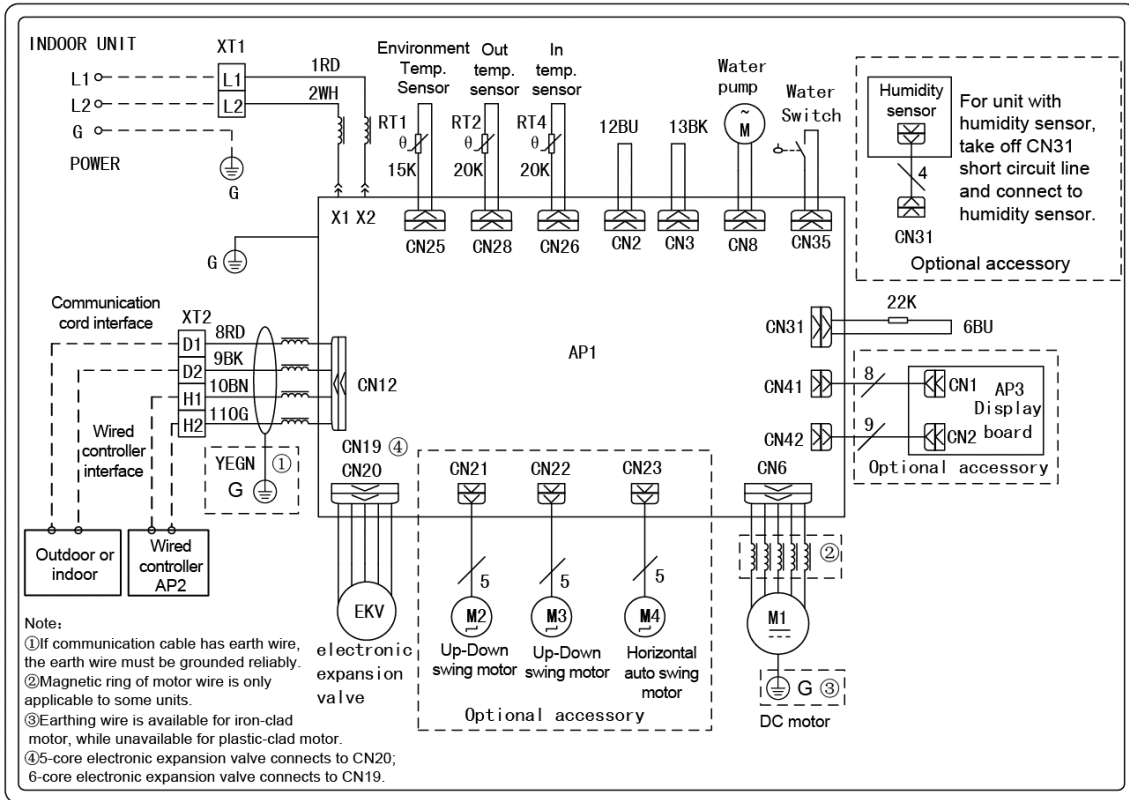 INDOOR UNIT
XT1
L1
L2
G
POWER
L1
L2
1RD
2WH
G
Environment
Temp.
Sensor
Out
temp.
sensor
In
temp.
sensor
RT1
θ
15K
RT2
θ
20K
RT4
θ
20K
12BU
13BK
Water
pump
~
M
Water
Switch
X1 X2
CN25
CN28
CN26
CN2
CN3
CN8
CN35
Humidity
sensor
4
CN31
For unit with
humidity sensor,
take off CN31
short circuit line
and connect to
humidity sensor.
Optional accessory
G
Communication
cord interface
XT2
D1
D2
H1
H2
8RD
9BK
10BN
11OG
CN12
AP1
CN31
22K
6BU
CN41
8
CN1
CN42
9
CN2
AP3
Display
board
Optional accessory
Wired
controller
interface
YEGN ①
G
Outdoor or
indoor
Wired
controller
AP2
CN19 ④
CN20
EKV
electronic
expansion
valve
CN21
CN22
CN23
5
5
5
M2
M3
M4
Up-Down
swing motor
Up-Down
swing motor
Horizontal
auto swing
motor
Optional accessory
CN6
②
M1
G ③
DC motor
Note:
①If communication cable has earth wire,
the earth wire must be grounded reliably.
②Magnetic ring of motor wire is only
applicable to some units.
③Earthing wire is available for iron-clad
motor, while unavailable for plastic-clad motor.
④5-core electronic expansion valve connects to CN20;
6-core electronic expansion valve connects to CN19.